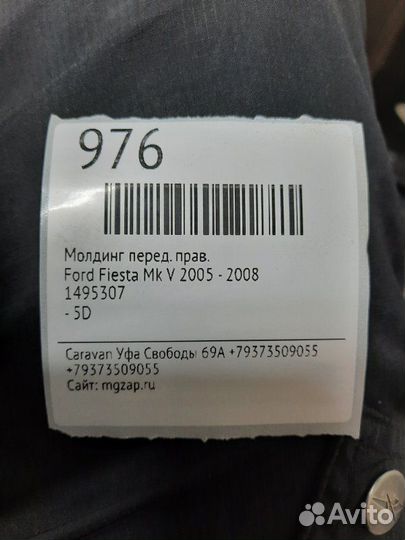 976
Молдинг перед. прав.
Ford Fiesta Mk V 2005 - 2008
1495307
- 5D
Caravan Уфа Свободы 69А +79373509055
+79373509055
Сайт: mgzap.ru
Avito